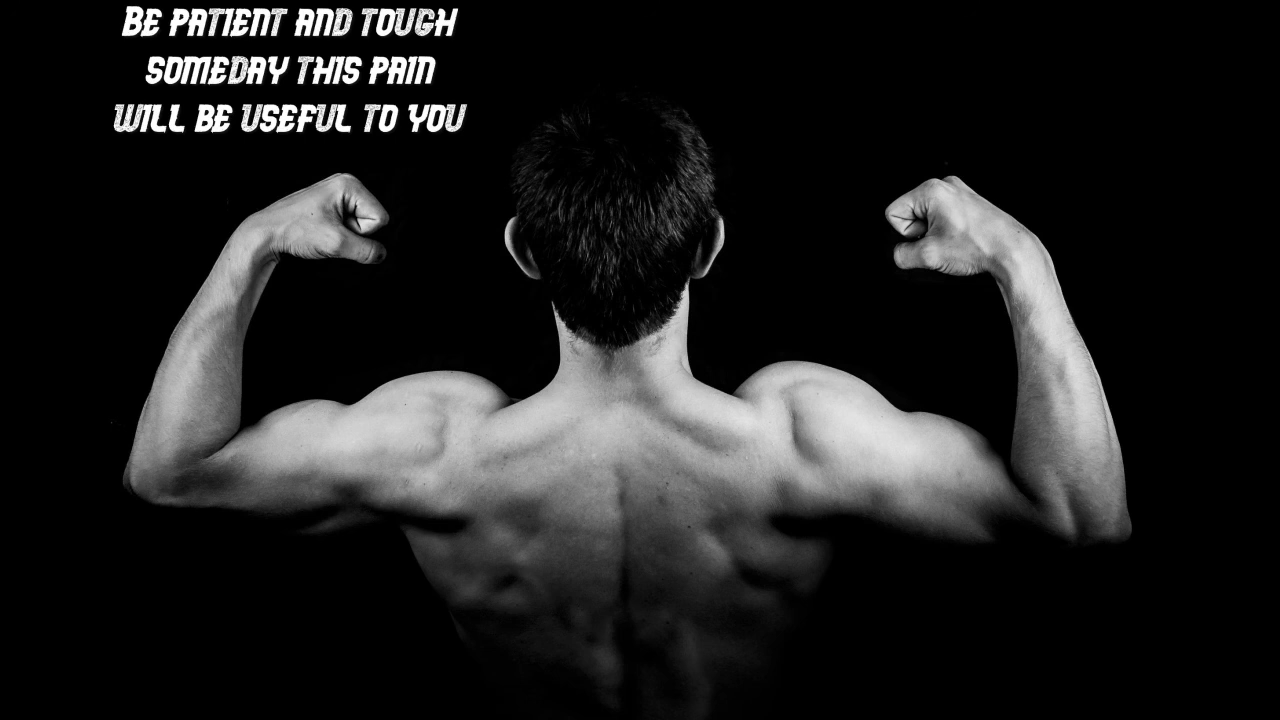 BE PATIENT AND TOUGH
SOMEDAY THIS PAIN
WILL BE USEFUL TO YOU